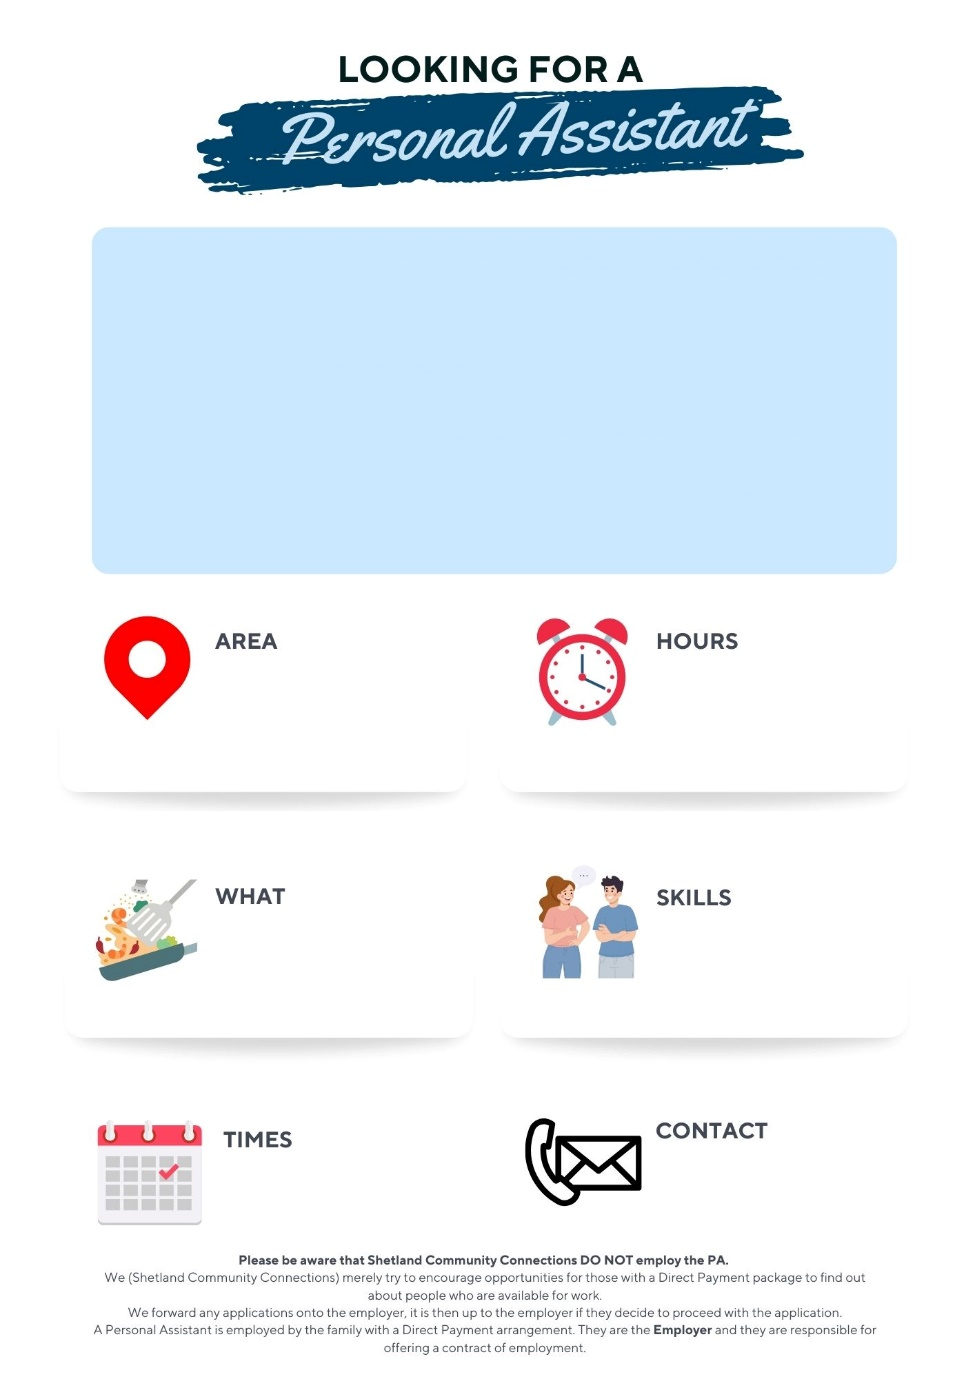 LOOKING FOR A
Personal Assistant
AREA
HOURS
WHAT
SKILLS
TIMES
CONTACT
Please be aware that Shetland Community Connections DO NOT employ the PA.
We (Shetland Community Connections) merely try to encourage opportunities for those with a Direct Payment package to find out
about people who are available for work.
We forward any applications onto the employer, it is then up to the employer if they decide to proceed with the application.
A Personal Assistant is employed by the family with a Direct Payment arrangement. They are the Employer and they are responsible for
offering a contract of employment.